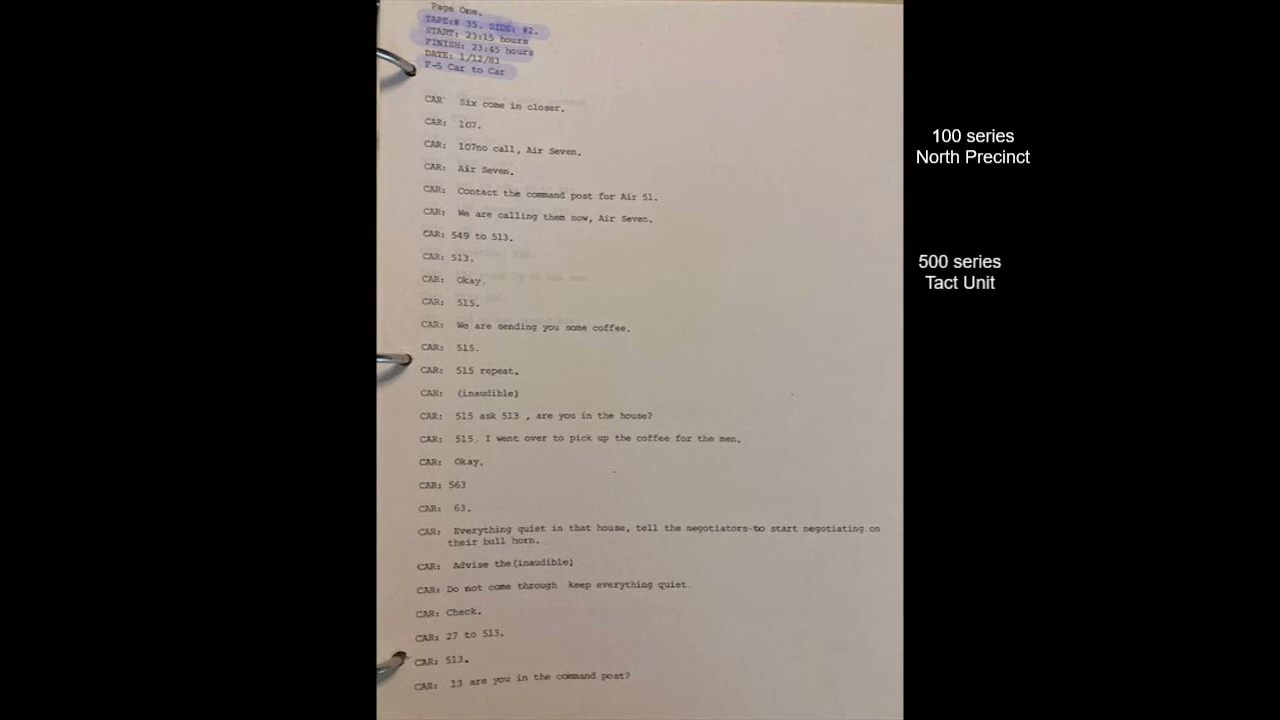 Page One.
TAPE:# 35. SIDE: #2.
START: 23:15 hours
FINISH: 23:45 hours
DATE: 1/12/83
F-5 Car to Car
CAR Six come in closer.
CAR: 107.
CAR: 107no call, Air Seven.
CAR: Air Seven.
CAR: Contact the command post for Air 51.
CAR: We are calling them now, Air Seven.
CAR: 549 to 513.
CAR: 513.
CAR: Okay.
CAR: 515.
CAR: We are sending you some coffee.
CAR: 515.
CAR: 515 repeat.
CAR: (inaudible)
CAR: 515 ask 513 , are you in the house?
CAR: 515. I went over to pick up the coffee for the men.
CAR: Okay.
CAR: 563
CAR: 63.
CAR: Everything quiet in that house, tell the negotiators-to start negotiating on
their bull horn.
CAR: Advise the(inaudible)
CAR: Do not come through keep everything quiet.
CAR: Check.
CAR: 27 to 513.
CAR: 513.
CAR: 13 are you in the command post?
100 series
North Precinct
500 series
Tact Unit